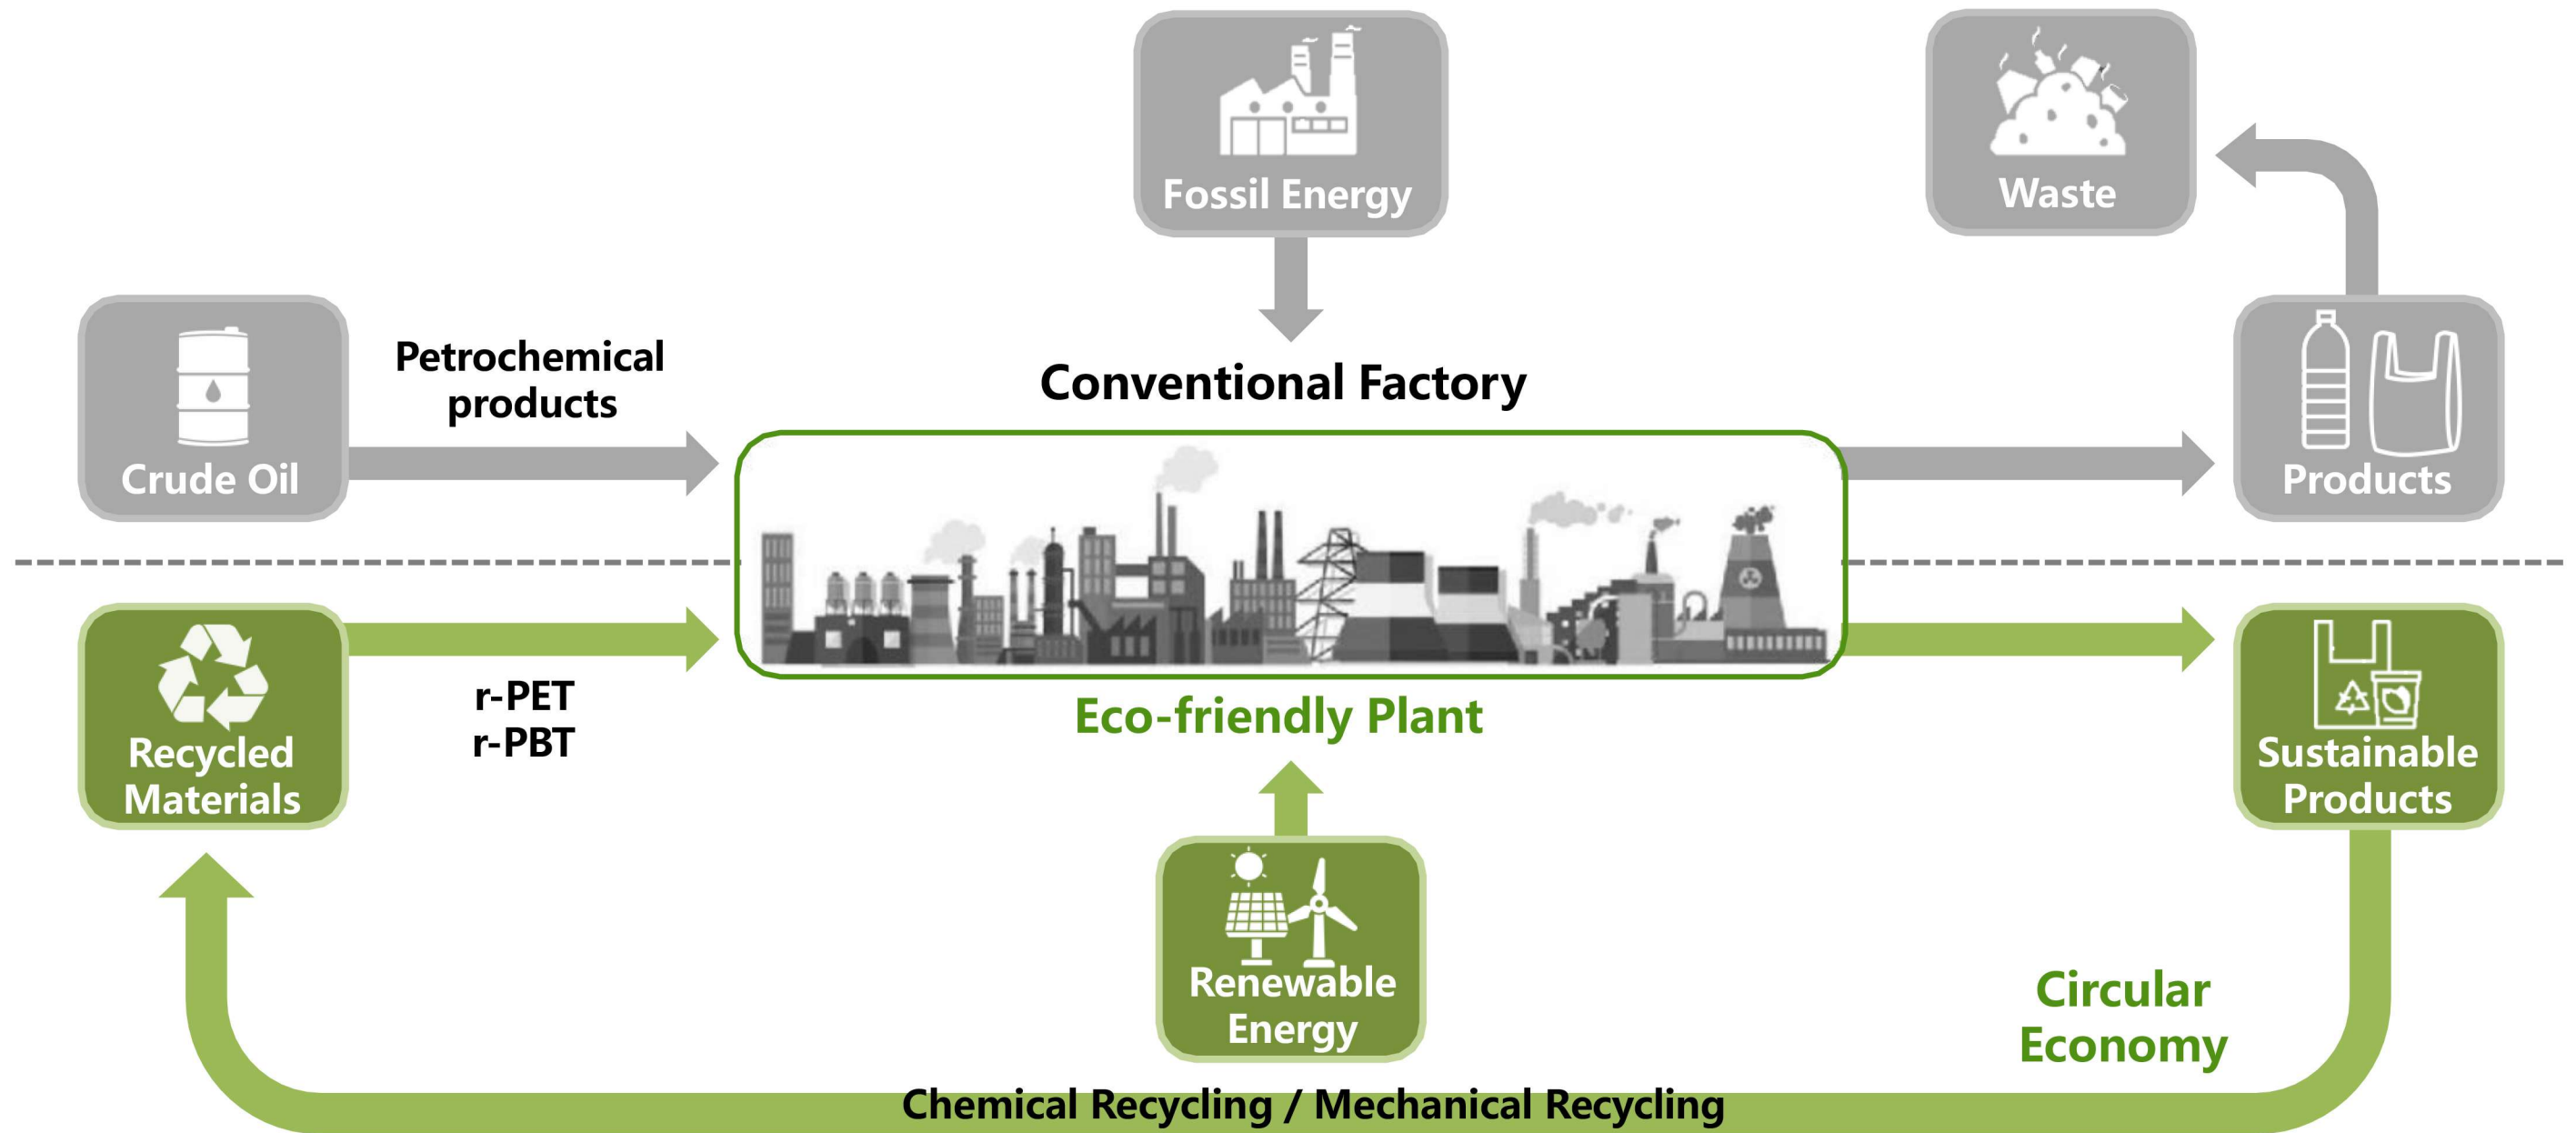 Fossil Energy
Waste
Petrochemical
products
Crude Oil
Conventional Factory
Products
Recycled
Materials
r-PET
r-PBT
Eco-friendly Plant
Sustainable
Products
Renewable
Energy
Circular
Economy
Chemical Recycling / Mechanical Recycling